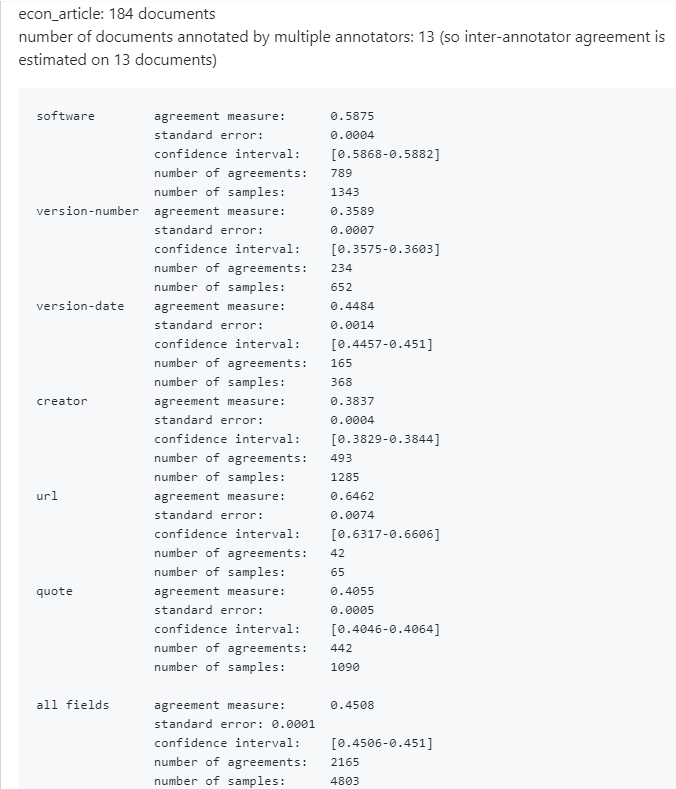 econ_article: 184 documents
number of documents annotated by multiple annotators: 13 (so inter-annotator agreement is
estimated on 13 documents)
software agreement measure: 0.5875
standard error: 0.0004
confidence interval: [0.5868-0.5882]
number of agreements: 789
number of samples: 1343
version-number agreement measure: 0.3589
standard error: 0.0007
confidence interval: [0.3575-0.3603]
number of agreements: 234
number of samples: 652
version-date agreement measure: 0.4484
standard error: 0.0014
confidence interval: [0.4457-0.451]
number of agreements: 165
number of samples: 368
creator agreement measure: 0.3837
standard error: 0.0004
confidence interval: [0.3829-0.3844]
number of agreements: 493
number of samples: 1285
url agreement measure: 0.6462
standard error: 0.0074
confidence interval: [0.6317-0.6606]
number of agreements: 42
number of samples: 65
quote agreement measure: 0.4055
standard error: 0.0005
confidence interval: [0.4046-0.4064]
number of agreements: 442
number of samples: 1090
all fields agreement measure: 0.4508
standard error: 0.0001
confidence interval: [0.4506-0.451]
number of agreements: 2165
number of samples: 4803